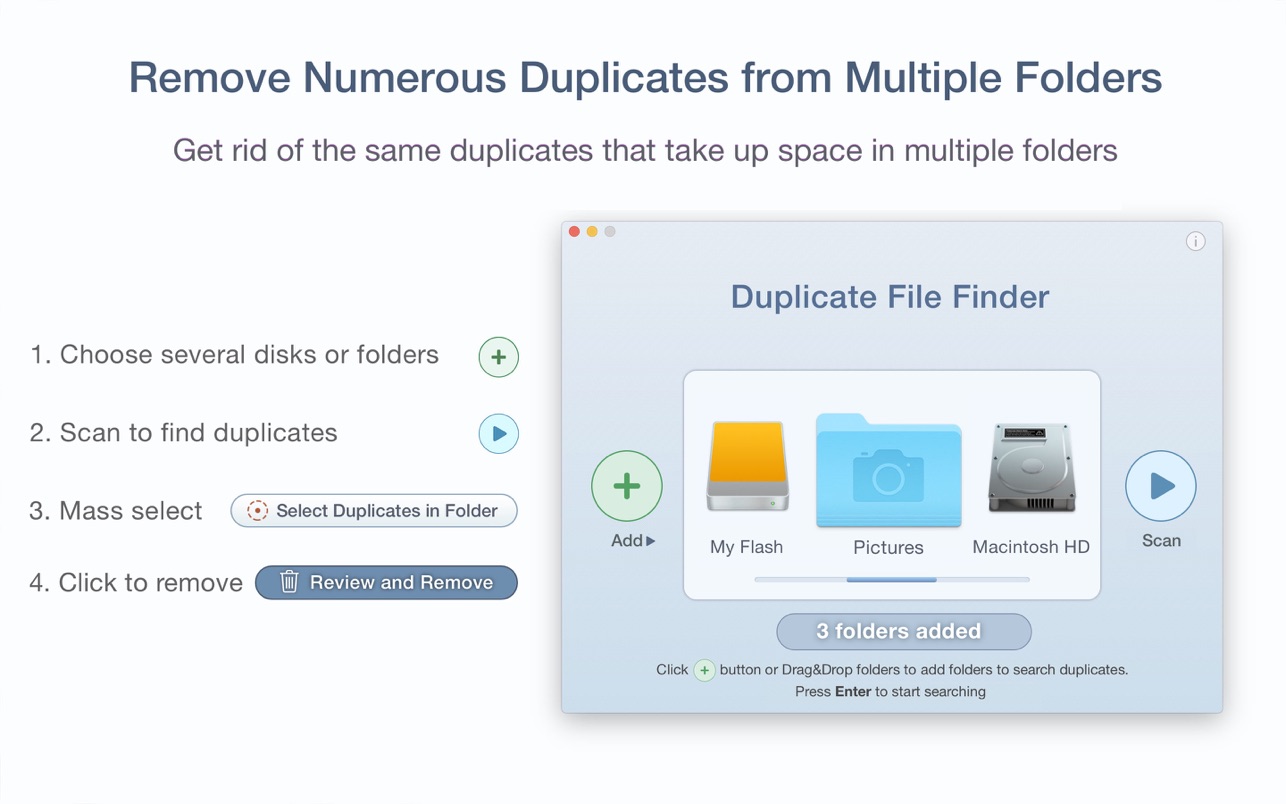 Remove Numerous Duplicates from Multiple Folders
Get rid of the same duplicates that take up space in multiple folders
1. Choose several disks or folders
2. Scan to find duplicates
3. Mass select Select Duplicates in Folder
4. Click to remove Review and Remove
i
Duplicate File Finder
Add
My Flash Pictures Macintosh HD
Scan
3 folders added
Click + button or Drag&Drop folders to add folders to search duplicates.
Press Enter to start searching